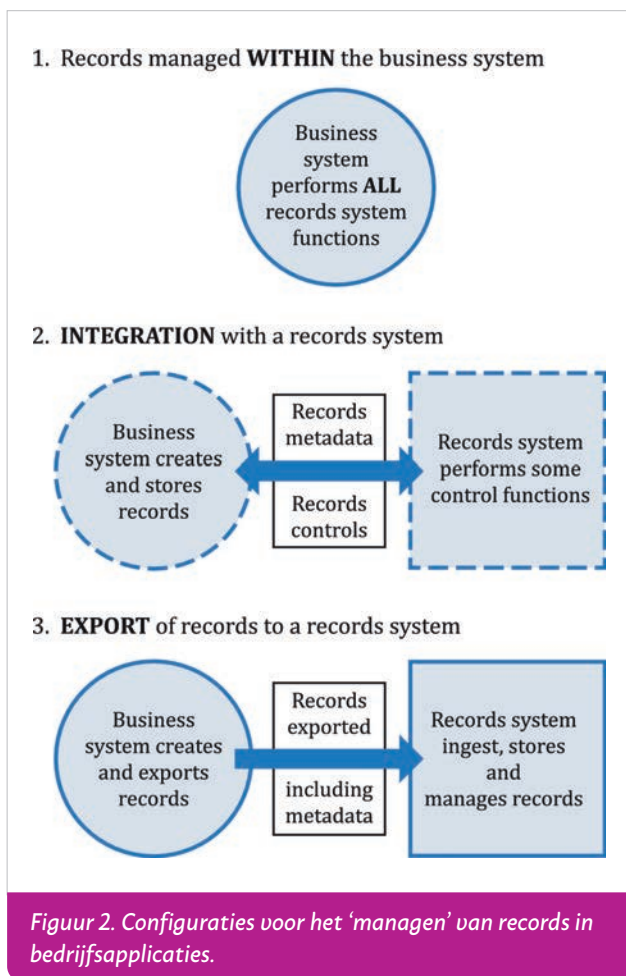 1. Records managed WITHIN the business system
Business
system
performs ALL
records system
functions
2. INTEGRATION with a records system
Business
system creates
and stores
records
Records
metadata
Records
controls
Records system
performs some
control functions
3. EXPORT of records to a records system
Business
system creates
and exports
records
Records
exported
including
metadata
Records system
ingest, stores
and
manages records
Figuur 2. Configuraties voor het ‘managen’ van records in
bedrijfsapplicaties.